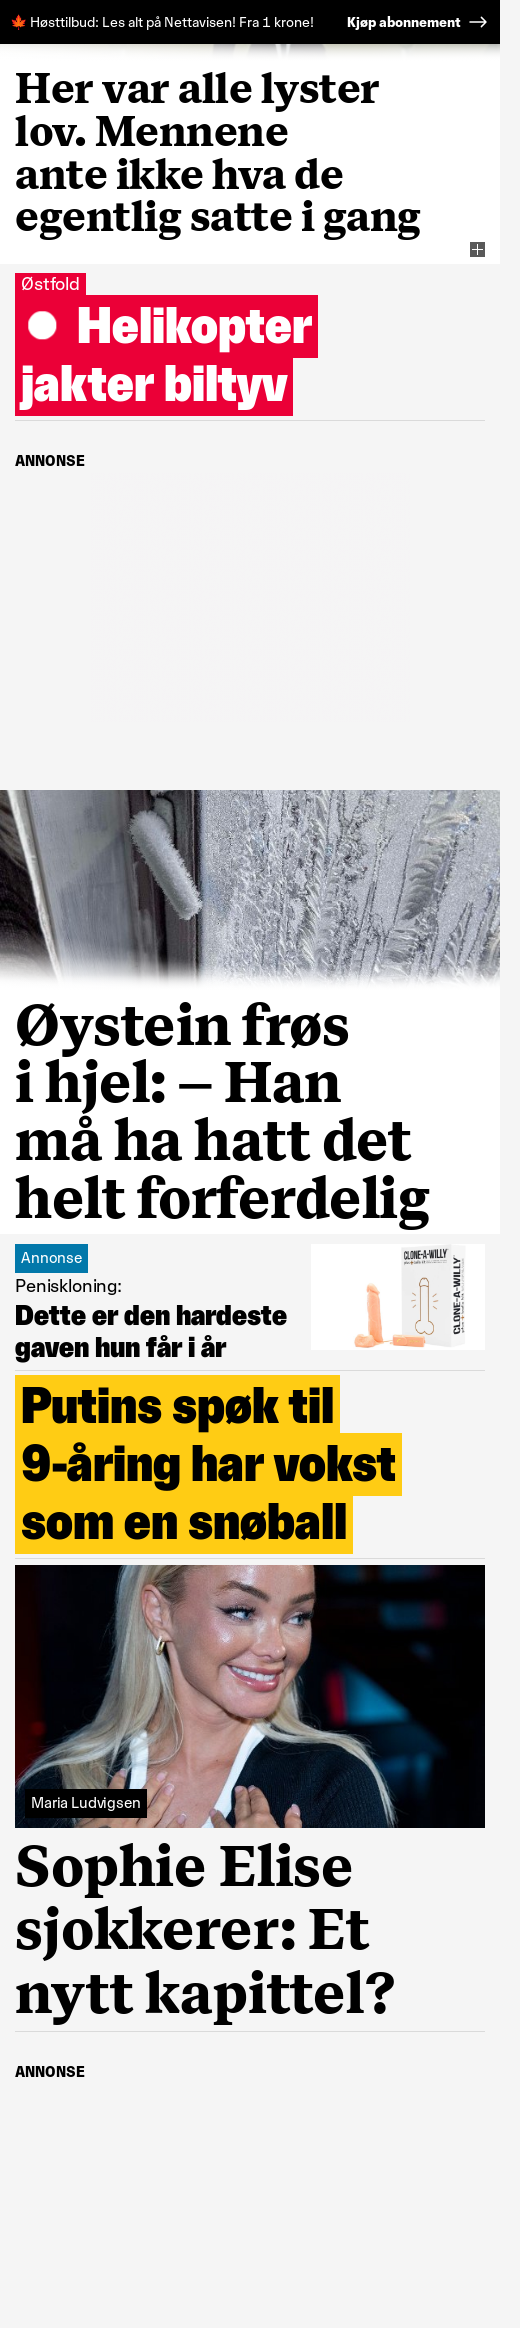 🍁 Høsttilbud: Les alt på Nettavisen! Fra 1 krone! Kjøp abonnement →
Her var alle lyster
lov. Mennene
ante ikke hva de
egentlig satte i gang
Østfold
Helikopter
jakter biltyv
ANNONSE
Øystein frøs
i hjel: – Han
må ha hatt det
helt forferdelig
Annonse
Peniskloning:
Dette er den hardeste
gaven hun får i år
CLONE-A-WILLY
CLONE-A-WILLY
Putins spøk til
9-åring har vokst
som en snøball
Maria Ludvigsen
Sophie Elise
sjokkerer: Et
nytt kapittel?
ANNONSE